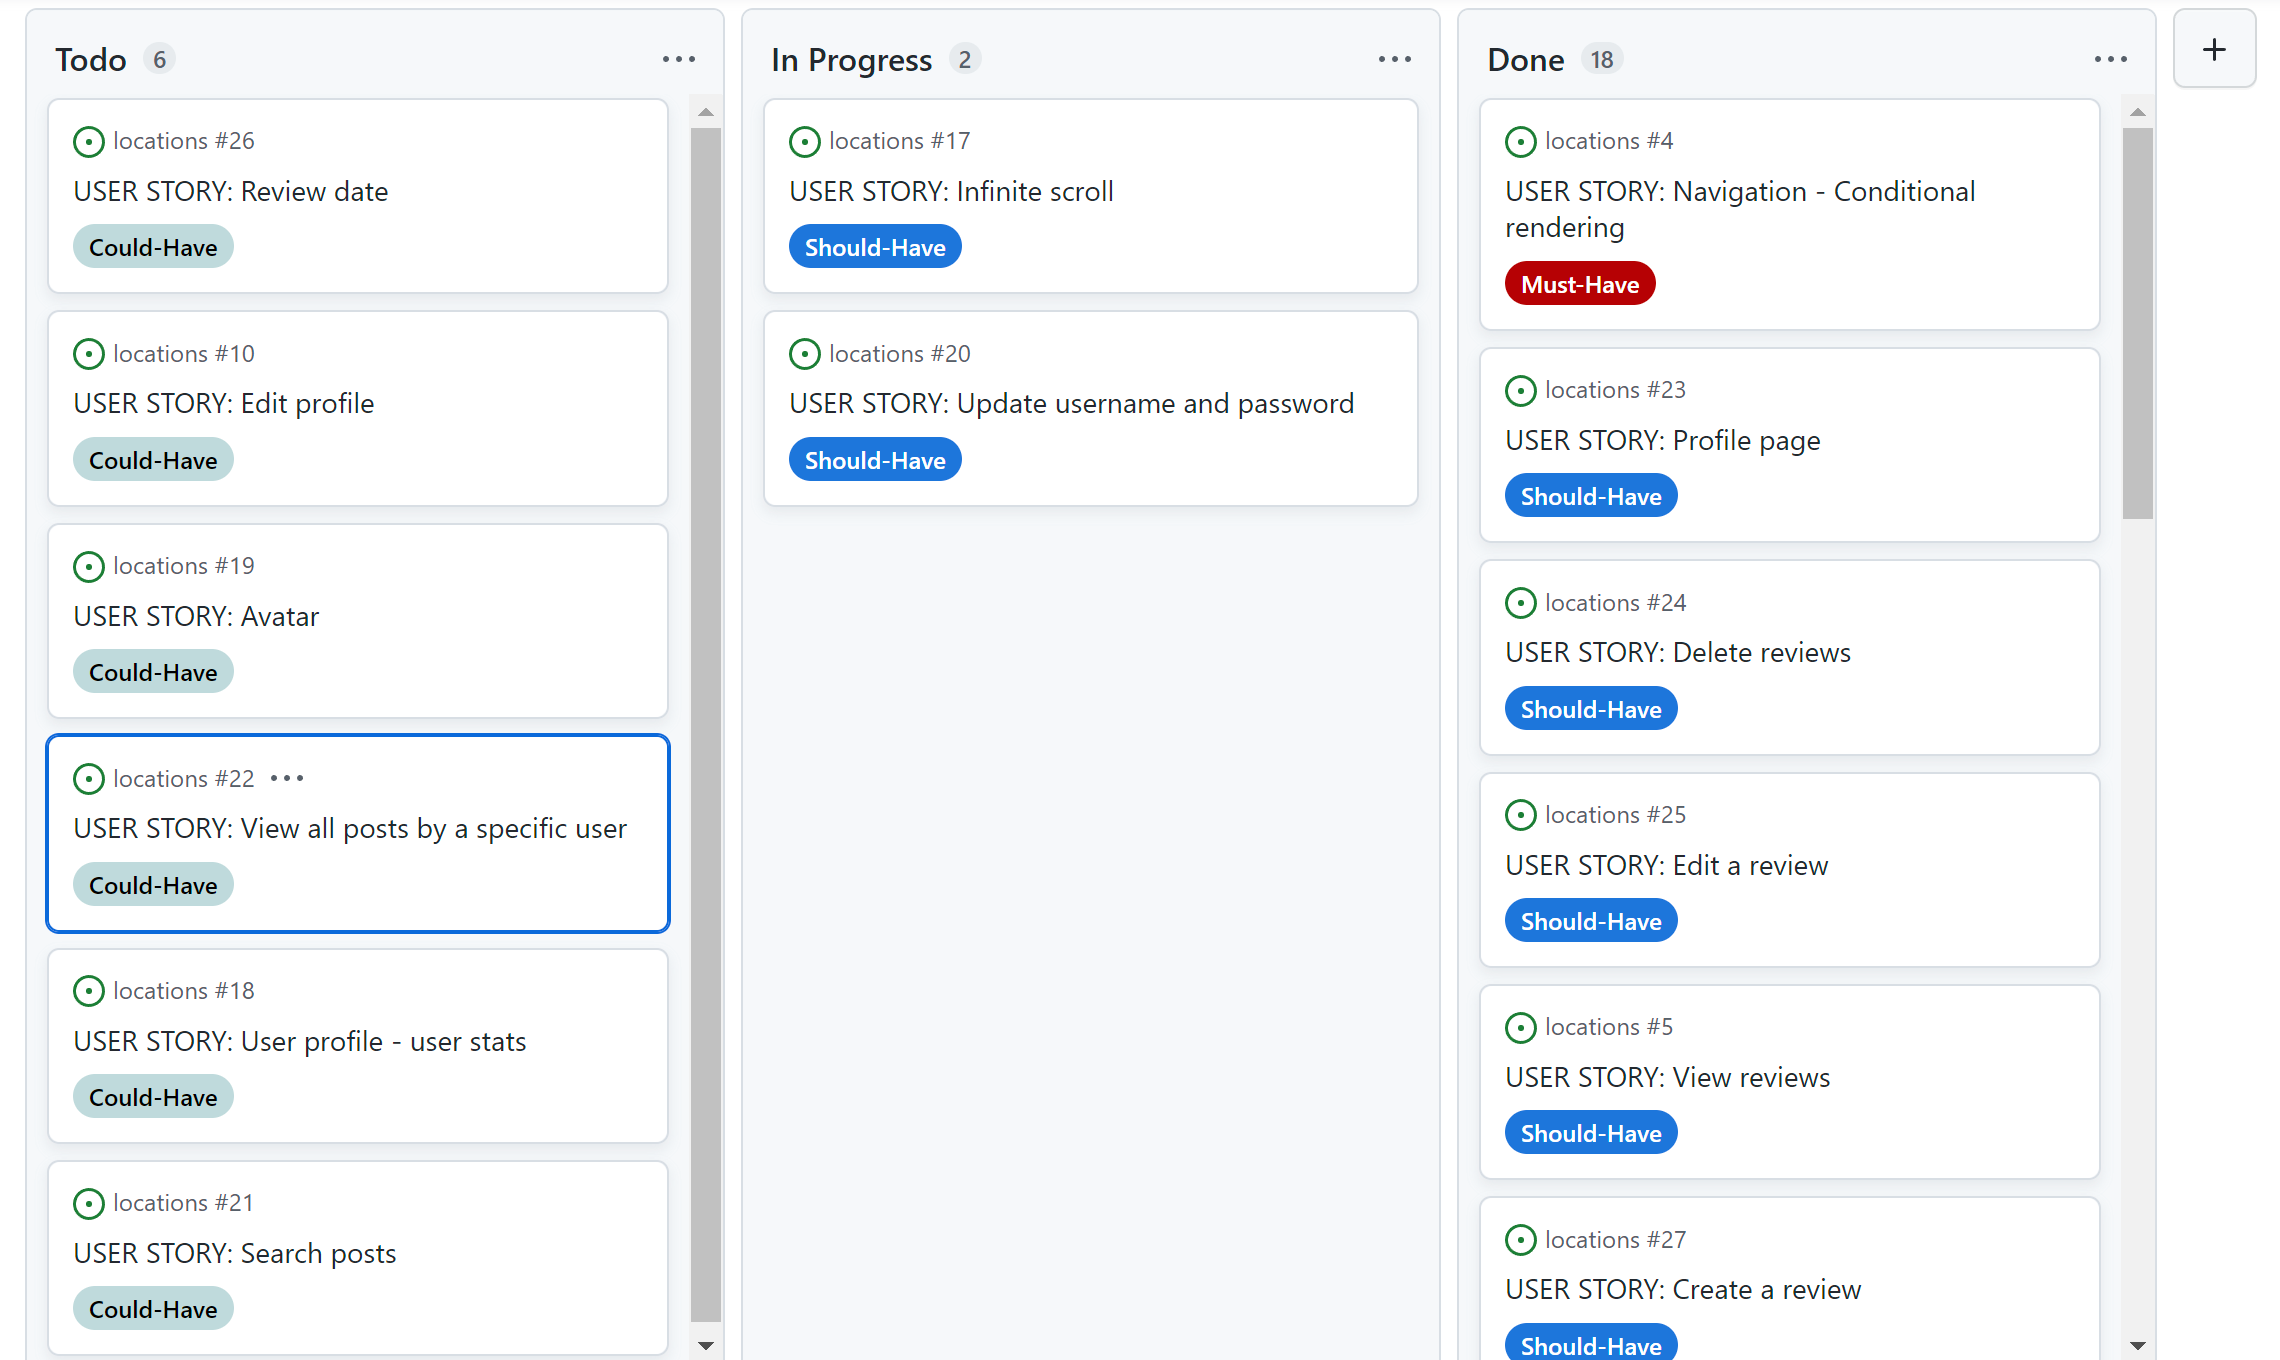 Todo 6
locations #26
USER STORY: Review date
Could-Have
locations #10
USER STORY: Edit profile
Could-Have
locations #19
USER STORY: Avatar
Could-Have
locations #22
USER STORY: View all posts by a specific user
Could-Have
locations #18
USER STORY: User profile - user stats
Could-Have
locations #21
USER STORY: Search posts
Could-Have
In Progress 2
locations #17
USER STORY: Infinite scroll
Should-Have
locations #20
USER STORY: Update username and password
Should-Have
Done 18
locations #4
USER STORY: Navigation - Conditional
rendering
Must-Have
locations #23
USER STORY: Profile page
Should-Have
locations #24
USER STORY: Delete reviews
Should-Have
locations #25
USER STORY: Edit a review
Should-Have
locations #5
USER STORY: View reviews
Should-Have
locations #27
USER STORY: Create a review
Should-Have